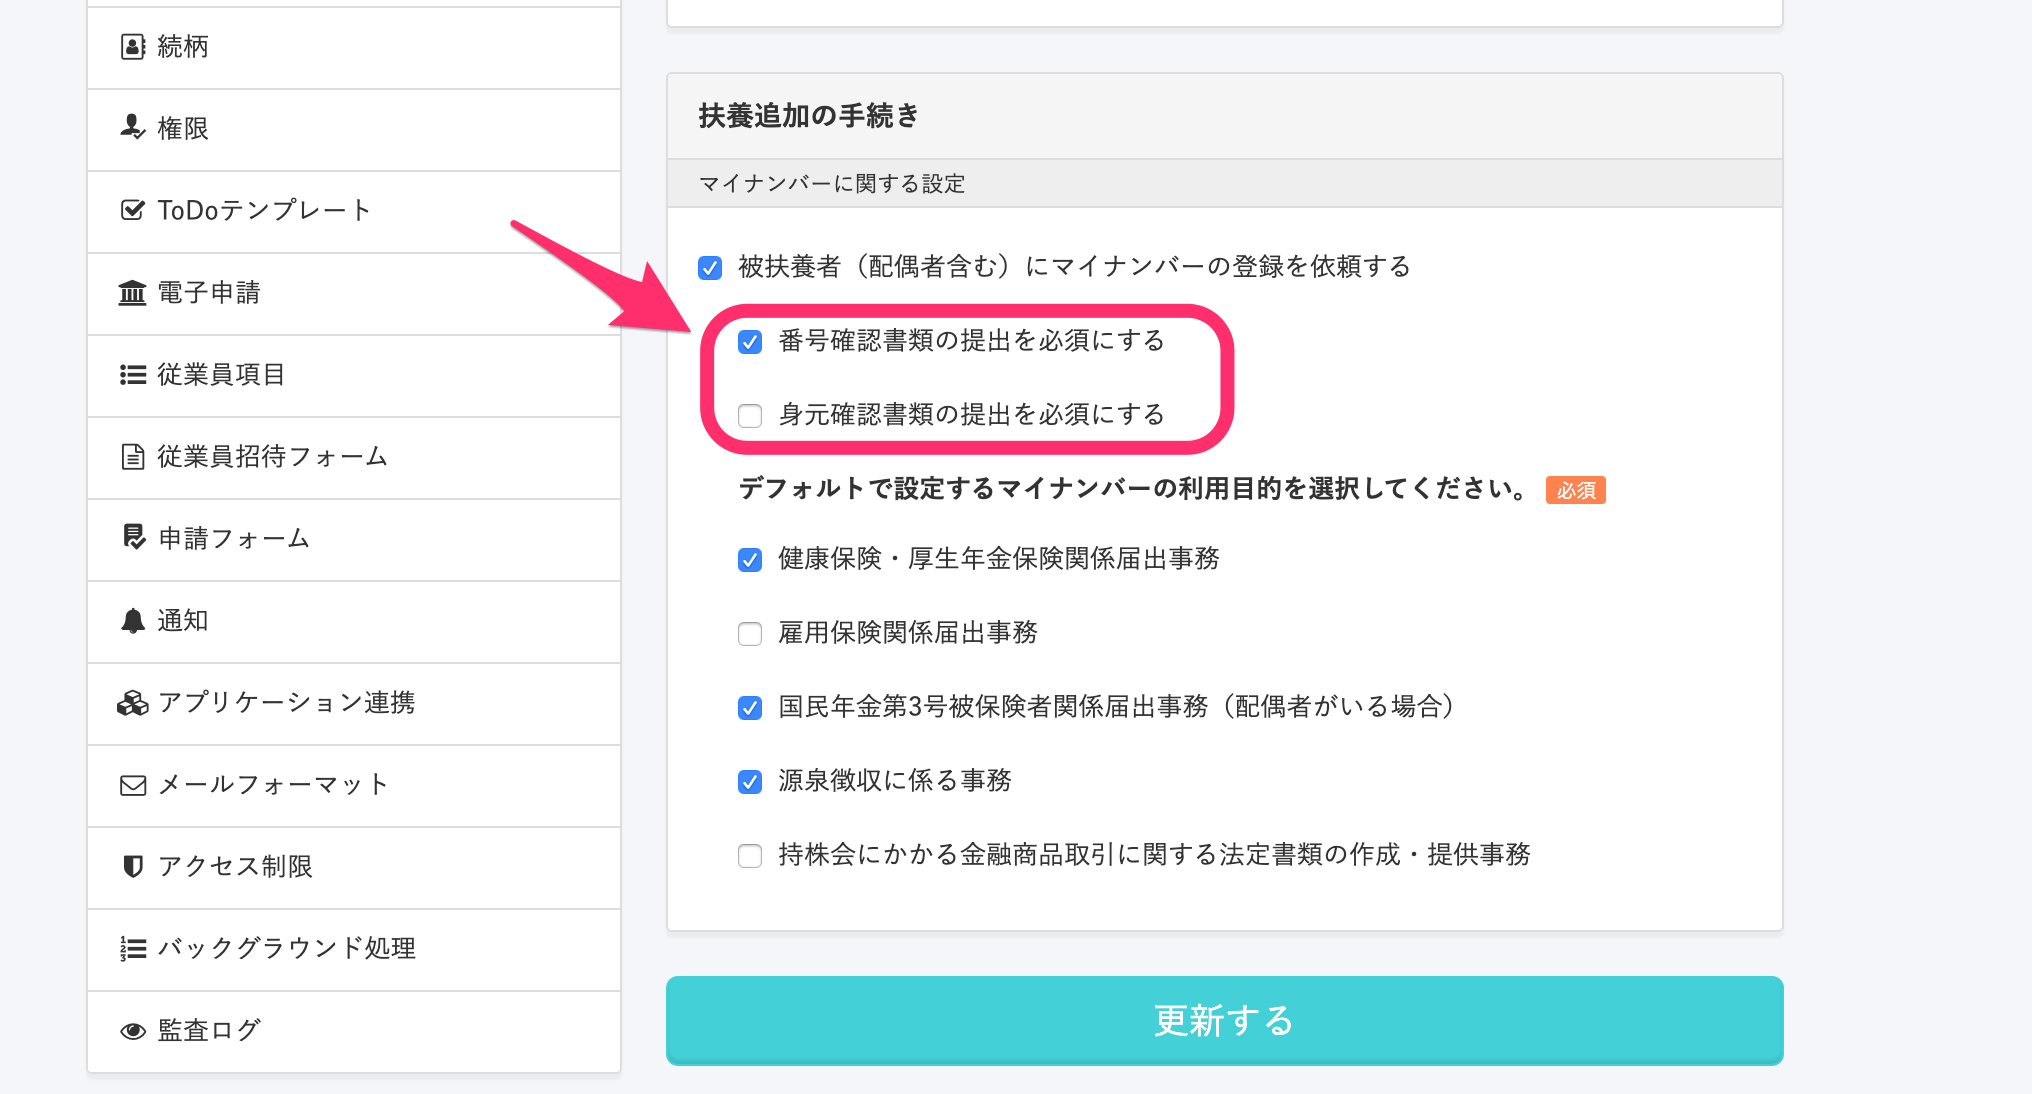 続柄
権限
ToDoテンプレート
電子申請
従業員項目
従業員招待フォーム
申請フォーム
通知
アプリケーション連携
メールフォーマット
アクセス制限
バックグラウンド処理
監査ログ
扶養追加の手続き
マイナンバーに関する設定
被扶養者（配偶者含む）にマイナンバーの登録を依頼する
番号確認書類の提出を必須にする
身元確認書類の提出を必須にする
デフォルトで設定するマイナンバーの利用目的を選択してください。 必須
健康保険・厚生年金保険関係届出事務
雇用保険関係届出事務
国民年金第3号被保険者関係届出事務（配偶者がいる場合）
源泉徴収に係る事務
持株会にかかる金融商品取引に関する法定書類の作成・提供事務
更新する